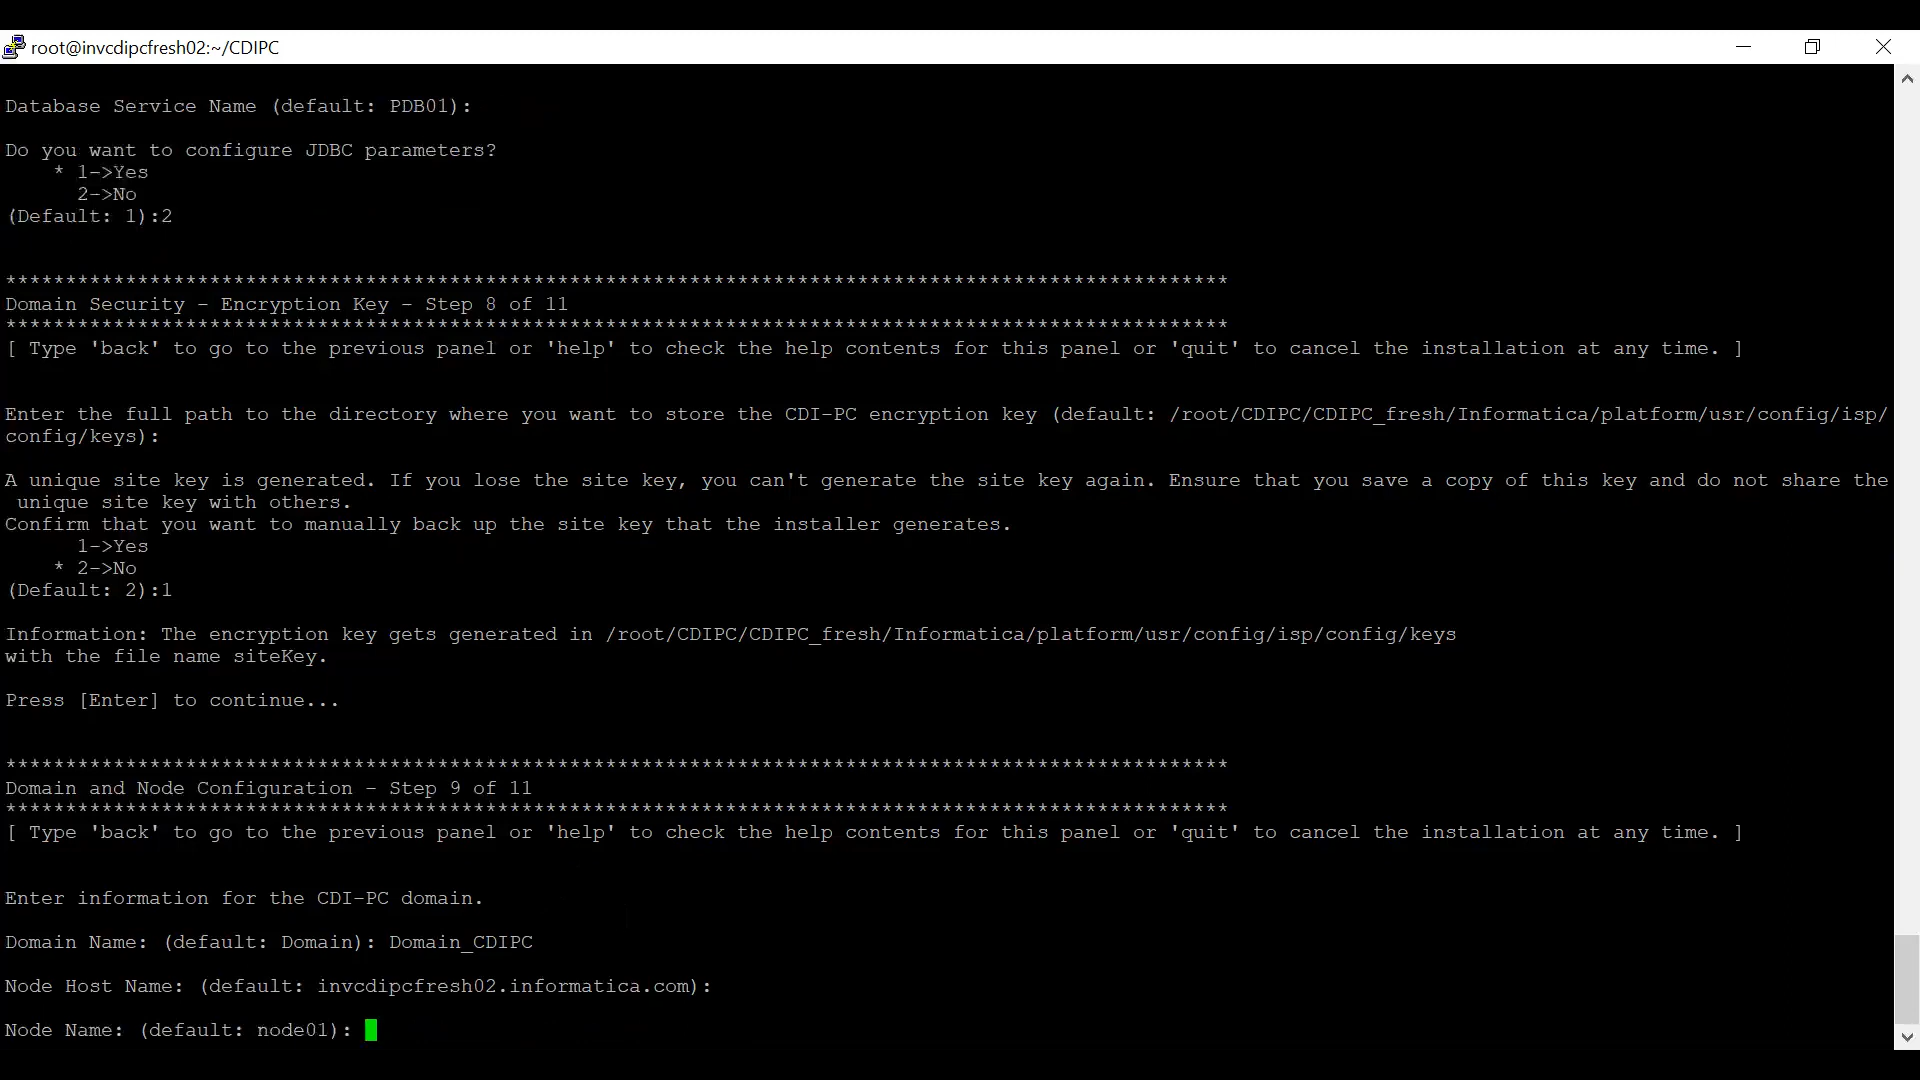 root@invcdipcfresh02:~/CDIPC
Database Service Name (default: PDB01):
Do you want to configure JDBC parameters?
* 1->Yes
2->No
(Default: 1):2
******************************************************************************************************
Domain Security - Encryption Key - Step 8 of 11
******************************************************************************************************
[ Type 'back' to go to the previous panel or 'help' to check the help contents for this panel or 'quit' to cancel the installation at any time. ]
Enter the full path to the directory where you want to store the CDI-PC encryption key (default: /root/CDIPC/CDIPC_fresh/Informatica/platform/usr/config/isp/
config/keys):
A unique site key is generated. If you lose the site key, you can't generate the site key again. Ensure that you save a copy of this key and do not share the
unique site key with others.
Confirm that you want to manually back up the site key that the installer generates.
1->Yes
* 2->No
(Default: 2):1
Information: The encryption key gets generated in /root/CDIPC/CDIPC_fresh/Informatica/platform/usr/config/isp/config/keys
with the file name siteKey.
Press [Enter] to continue...
******************************************************************************************************
Domain and Node Configuration - Step 9 of 11
******************************************************************************************************
[ Type 'back' to go to the previous panel or 'help' to check the help contents for this panel or 'quit' to cancel the installation at any time. ]
Enter information for the CDI-PC domain.
Domain Name: (default: Domain): Domain_CDIPC
Node Host Name: (default: invcdipcfresh02.informatica.com):
Node Name: (default: node01):